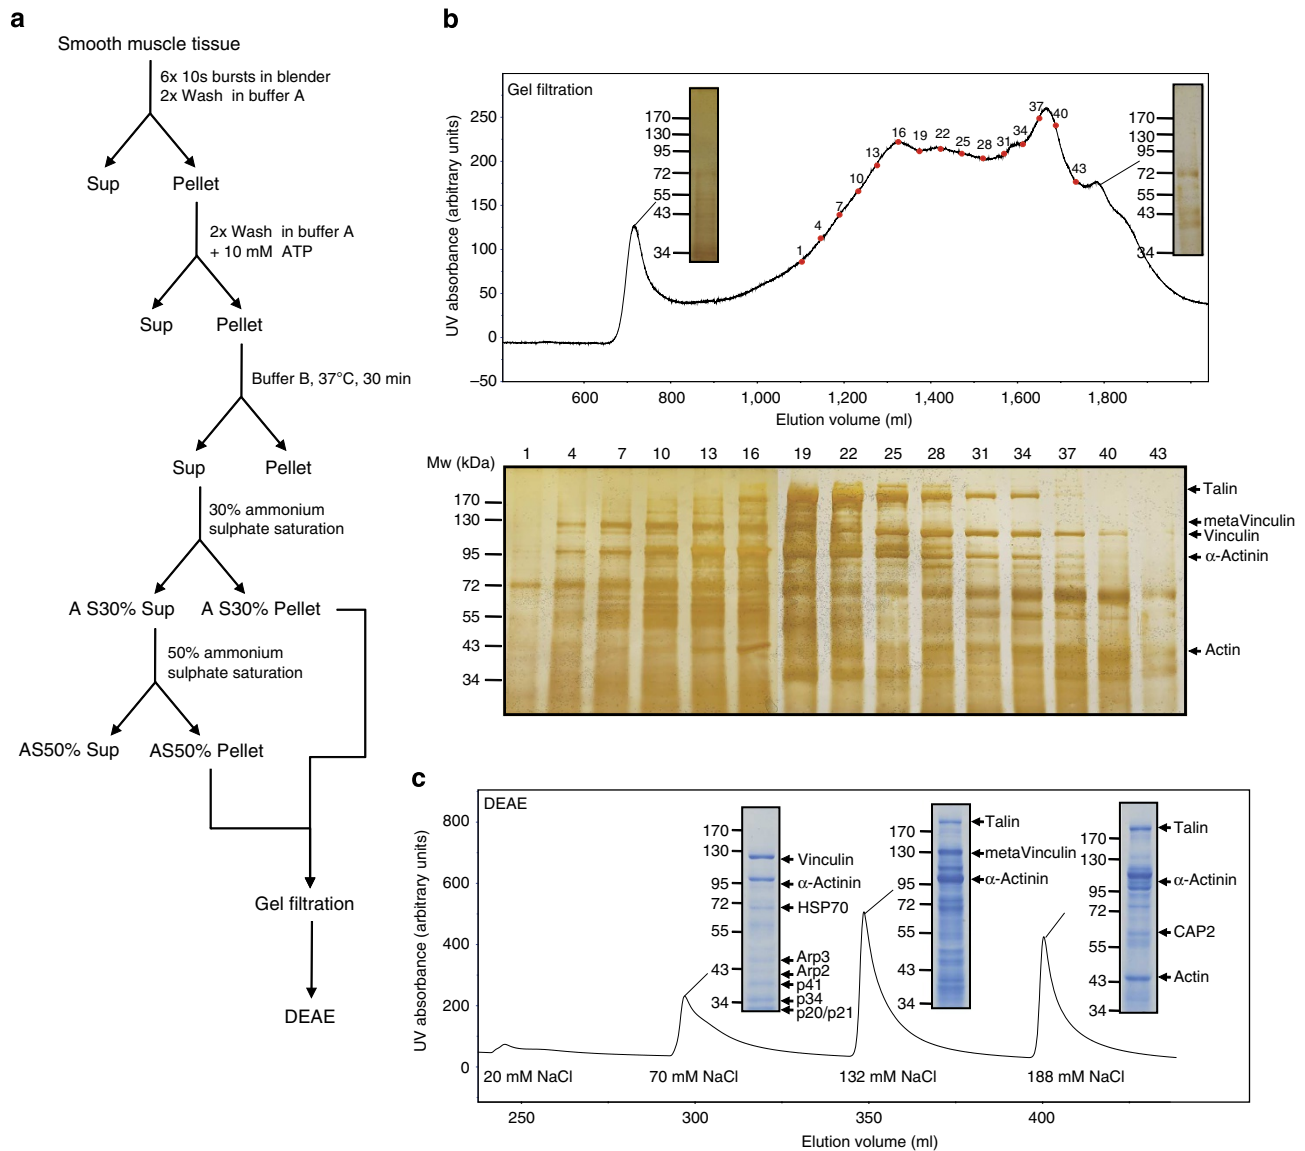 a
Smooth muscle tissue
6x 10s bursts in blender
2x Wash in buffer A
Sup
Pellet
2x Wash in buffer A
+ 10 mM ATP
Sup
Pellet
Buffer B, 37°C, 30 min
Sup
Pellet
30% ammonium
sulphate saturation
A S30% Sup
A S30% Pellet
50% ammonium
sulphate saturation
AS50% Sup
AS50% Pellet
Gel filtration
DEAE
b
Gel filtration
UV absorbance (arbitrary units)
250
200
150
100
50
0
–50
600
800
1,000
1,200
1,400
1,600
1,800
Elution volume (ml)
170
130
95
72
55
43
34
1
4
7
10
13
16
19
22
25
28
31
34
37
40
43
170
130
95
72
55
43
34
Mw (kDa)
1 4 7 10 13 16 19 22 25 28 31 34 37 40 43
170
130
95
72
55
43
34
Talin
metaVinculin
Vinculin
α-Actinin
Actin
c
DEAE
UV absorbance (arbitrary units)
800
600
400
200
0
250
300
350
400
Elution volume (ml)
20 mM NaCl
70 mM NaCl
132 mM NaCl
188 mM NaCl
170
130
95
72
55
43
34
Vinculin
α-Actinin
HSP70
Arp3
Arp2
p41
p34
p20/p21
170
130
95
72
55
43
34
Talin
metaVinculin
α-Actinin
170
130
95
72
55
43
34
Talin
α-Actinin
CAP2
Actin